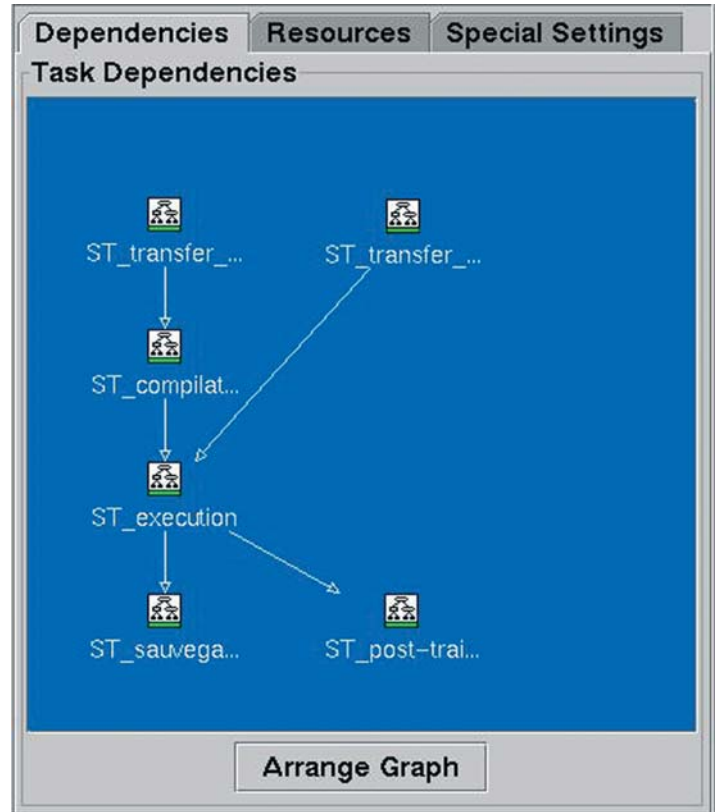 Dependencies Resources Special Settings
Task Dependencies
ST_transfer_... ST_transfer_...
ST_compilat...
ST_execution
ST_sauvega... ST_post-trai...
Arrange Graph